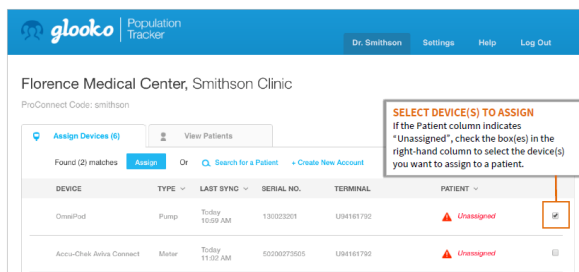 glooko Population Tracker
Dr. Smithson Settings Help Log Out
Florence Medical Center, Smithson Clinic
ProConnect Code: smithson
SELECT DEVICE(S) TO ASSIGN
If the Patient column indicates
“Unassigned”, check the box(es) in the
right-hand column to select the device(s)
you want to assign to a patient.
Assign Devices (6) View Patients
Found (2) matches Assign Or Search for a Patient + Create New Account
DEVICE TYPE LAST SYNC SERIAL NO. TERMINAL PATIENT
OmniPod Pump Today 10:59 AM 130023201 U94161792 Unassigned
Accu-Chek Aviva Connect Meter Today 11:02 AM 50200273505 U94161792 Unassigned